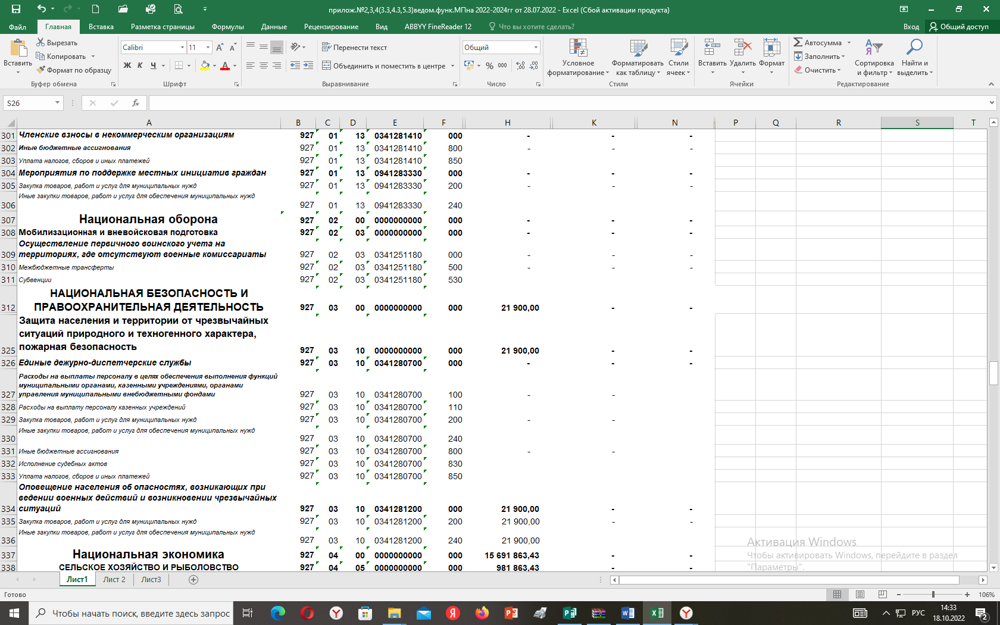 прилож.№2,3,4(3.3,4.3,5.3)ведом.функ.МПна 2022-2024гг от 28.07.2022 - Excel (Сбой активации продукта)
Файл Главная Вставка Разметка страницы Формулы Данные Рецензирование Вид ABBYY FineReader 12 Что вы хотите сделать? Вход Общий доступ
Вставить Вырезать Копировать Формат по образцу
Calibri 11 Ж К Ч А
Перенести текст
Объединить и поместить в центре
Общий % 000
Условное форматирование Форматировать как таблицу Стили ячеек
Вставить Удалить Формат
Автосумма Заполнить Очистить
Сортировка и фильтр Найти и выделить
Буфер обмена Шрифт Выравнивание Число Стили Ячейки Редактирование
S26 fx
A B C D E F H K N P Q R S T
301 Членские взносы в некоммерческим организациям 927 01 13 0341281410 000 - - -
302 Иные бюджетные ассигнования 927 01 13 0341281410 800 - - -
303 Уплата налогов, сборов и иных платежей 927 01 13 0341281410 850
304 Мероприятия по поддержке местных инициатив граждан 927 01 13 0941283330 000 - - -
305 Закупка товаров, работ и услуг для муниципальных нужд 927 01 13 0941283330 200 - - -
306 Иные закупки товаров, работ и услуг для обеспечения муниципальных нужд 927 01 13 0941283330 240
307 Национальная оборона 927 02 00 0000000000 000 - - -
308 Мобилизационная и вневойсковая подготовка 927 02 03 0000000000 000 - - -
Осуществление первичного воинского учета на
309 территориях, где отсутствуют военные комиссариаты 927 02 03 0341251180 000 - - -
310 Межбюджетные трансферты 927 02 03 0341251180 500 - - -
311 Субвенции 927 02 03 0341251180 530
НАЦИОНАЛЬНАЯ БЕЗОПАСНОСТЬ И
312 ПРАВООХРАНИТЕЛЬНАЯ ДЕЯТЕЛЬНОСТЬ 927 03 00 0000000000 000 21 900,00 - -
Защита населения и территории от чрезвычайных
ситуаций природного и техногенного характера,
325 пожарная безопасность 927 03 10 0000000000 000 21 900,00 - -
326 Единые дежурно-диспетчерские службы 927 03 10 0341280700 000 - - -
Расходы на выплаты персоналу в целях обеспечения выполнения функций
муниципальными органами, казенными учреждениями, органами
327 управления муниципальными внебюджетными фондами 927 03 10 0341280700 100 - -
328 Расходы на выплату персоналу казенных учреждений 927 03 10 0341280700 110
329 Закупка товаров, работ и услуг для муниципальных нужд 927 03 10 0341280700 200 - -
330 Иные закупки товаров, работ и услуг для обеспечения муниципальных нужд 927 03 10 0341280700 240
331 Иные бюджетные ассигнования 927 03 10 0341280700 800 - -
332 Исполнение судебных актов 927 03 10 0341280700 830
333 Уплата налогов, сборов и иных платежей 927 03 10 0341280700 850
Оповещение населения об опасностях, возникающих при
ведении военных действий и возникновении чрезвычайных
334 ситуаций 927 03 10 0341281200 000 21 900,00 - -
335 Закупка товаров, работ и услуг для муниципальных нужд 927 03 10 0341281200 200 21 900,00 - -
336 Иные закупки товаров, работ и услуг для обеспечения муниципальных нужд 927 03 10 0341281200 240 21 900,00
337 Национальная экономика 927 04 00 0000000000 000 15 691 863,43 - -
338 СЕЛЬСКОЕ ХОЗЯЙСТВО И РЫБОЛОВСТВО 927 04 05 0000000000 000 981 863,43 - -
Активация Windows
Чтобы активировать Windows, перейдите в раздел
"Параметры".
Лист1 Лист 2 Лист3
Готово 106%
Чтобы начать поиск, введите здесь запрос РУС 14:33
18.10.2022 2